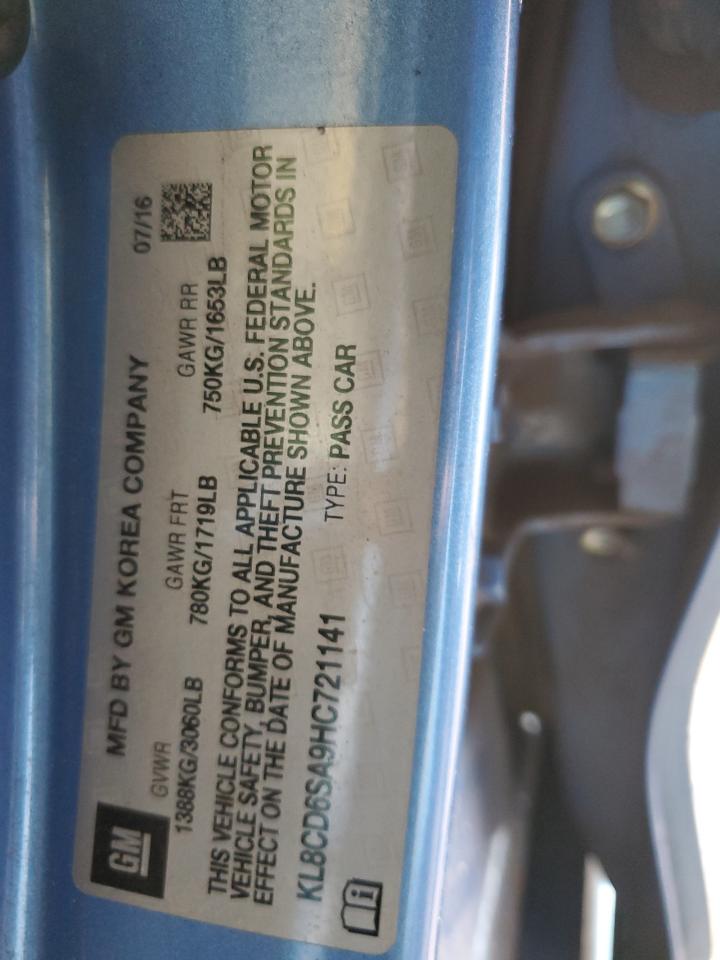 GM
MFD BY GM KOREA COMPANY 07/16
GVWR GAWR FRT GAWR RR
1388KG/3060LB 780KG/1719LB 750KG/1653LB
THIS VEHICLE CONFORMS TO ALL APPLICABLE U.S. FEDERAL MOTOR
VEHICLE SAFETY, BUMPER, AND THEFT PREVENTION STANDARDS IN
EFFECT ON THE DATE OF MANUFACTURE SHOWN ABOVE.
KL8CD6SA9HC721141 TYPE: PASS CAR